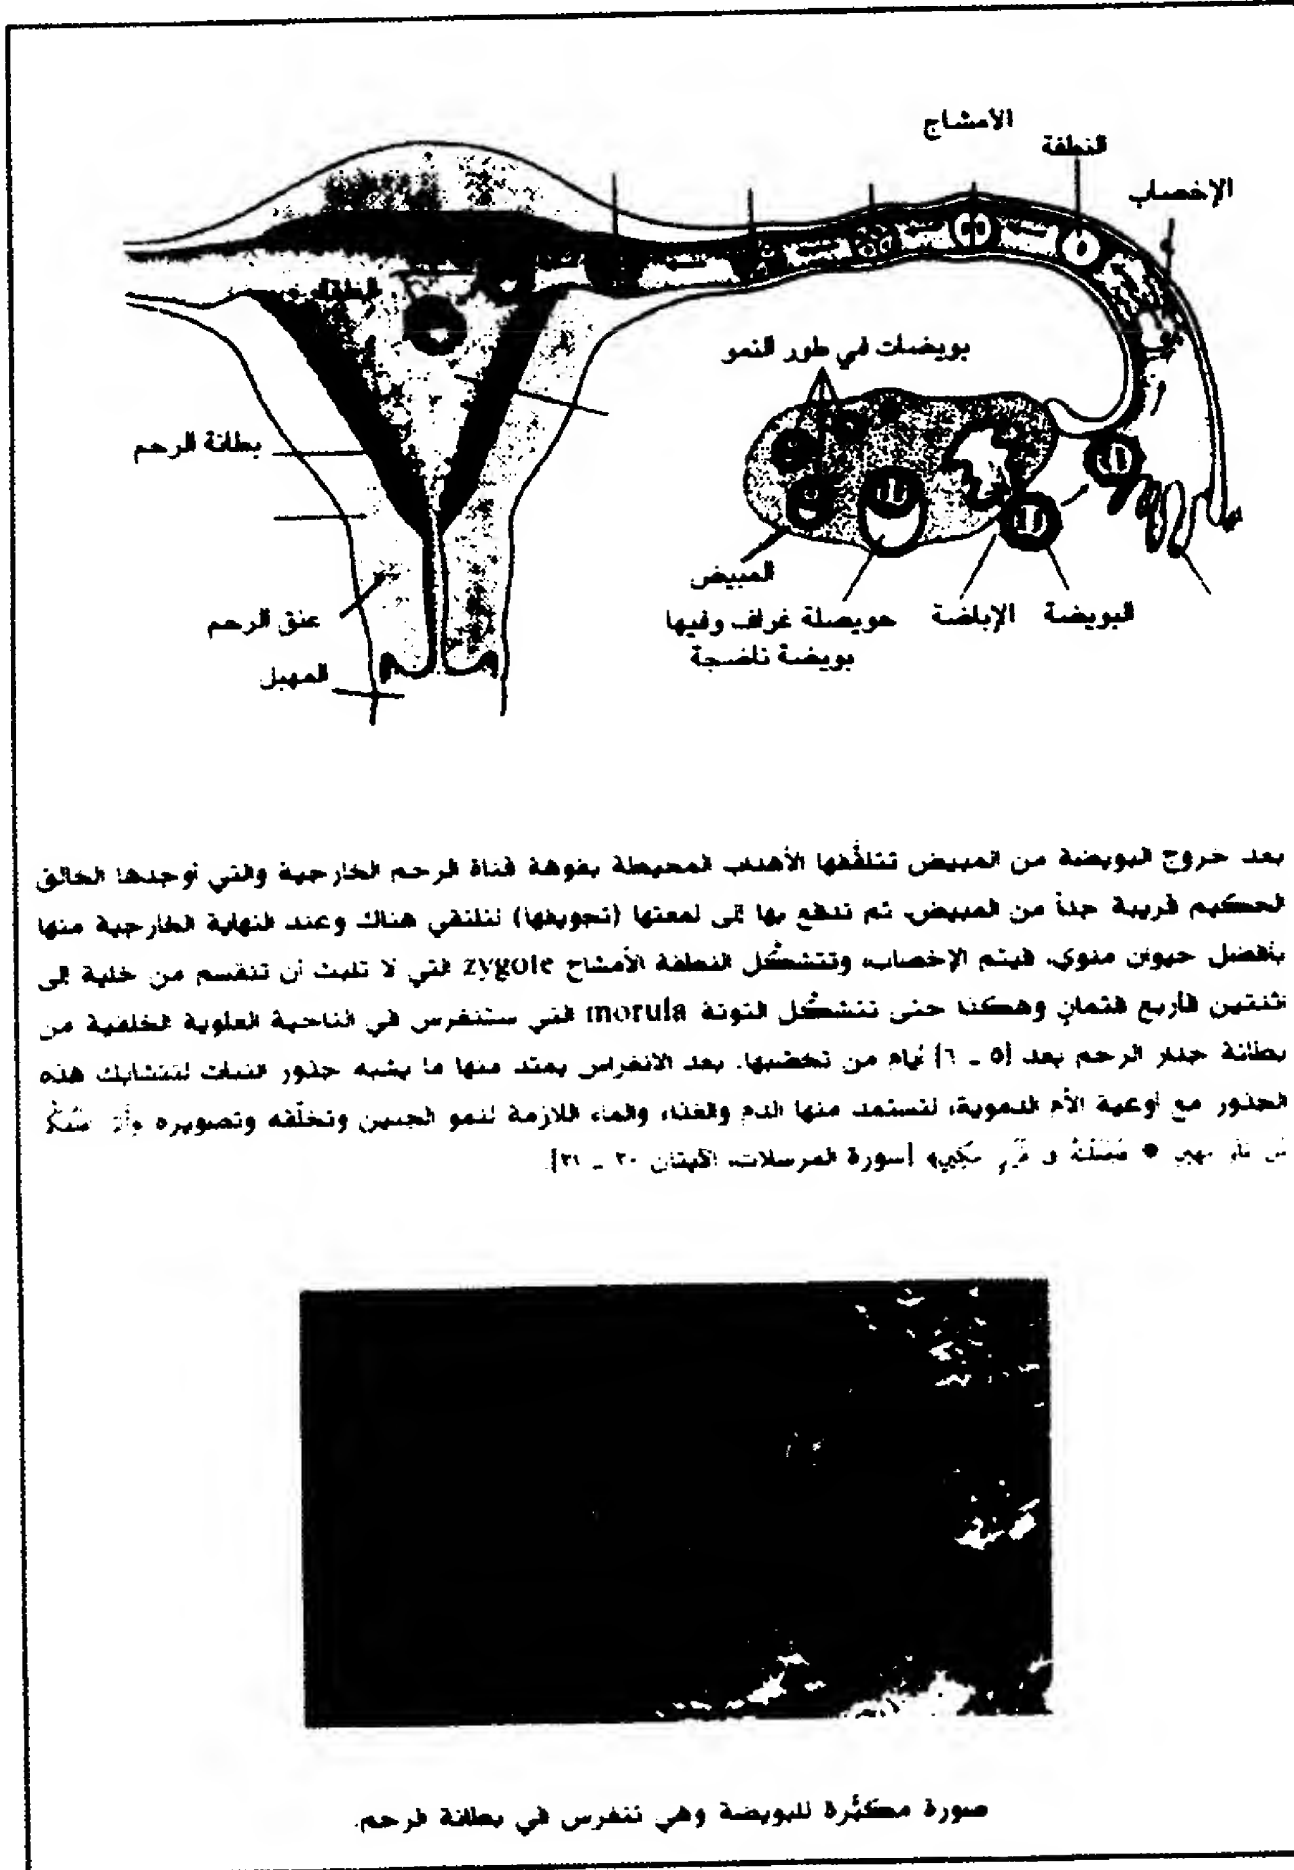 الأمشاج
النطفة
الإخصاب
بويضات في طور النمو
بطانة الرحم
المبيض
عنق الرحم
حويصلة غراف وفيها
الإباضة
البويضة
المهبل
بويضة ناضجة
بعد خروج البويضة من المبيض تتلقَّفها الأهداب المحيطة بفوهة قناة الرحم الخارجية والتي أوجدها الخالق
الحكيم قريبة جداً من المبيض، ثم تدفع بها إلى لمعتها (تجويفها) لتلتقي هناك وعند النهاية الخارجية منها
بأفضل حيوين منوي، فيتم الإخصاب، وتتشكَّل النطفة الأمشاج zygote التي لا تلبث أن تنقسم من خلية إلى
اثنتين فأربع فثمانٍ وهكذا حتى تتشكَّل التوتة morula التي ستنغرس في الناحية العلوية الخلفية من
بطانة جدار الرحم بعد [٥ ـ ٦] أيام من تخصّبها. بعد الانغراس يمتد منها ما يشبه جذور النبات لتتشابك هذه
الجذور مع أوعية الأم الدموية، لتستمد منها الدم والغذاء والماء اللازمة لنمو الجنين وتخلّقه وتصويره
[سورة المرسلات، الآيتان ٢٠ ـ ٢١].
صورة مكبَّرة للبويضة وهي تنغرس في بطانة الرحم.